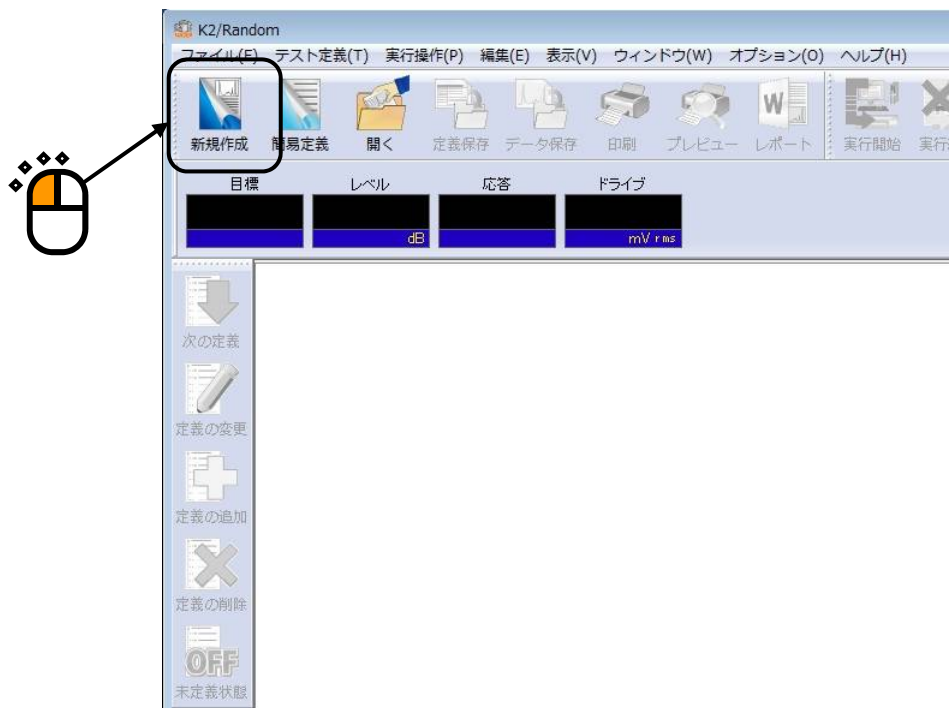 K2/Random
ファイル(F) テスト定義(T) 実行操作(P) 編集(E) 表示(V) ウィンドウ(W) オプション(O) ヘルプ(H)
新規作成 簡易定義 開く 定義保存 データ保存 印刷 プレビュー レポート 実行開始 実行
目標 レベル 応答 ドライブ
dB mV rms
次の定義
定義の変更
定義の追加
定義の削除
OFF
未定義状態